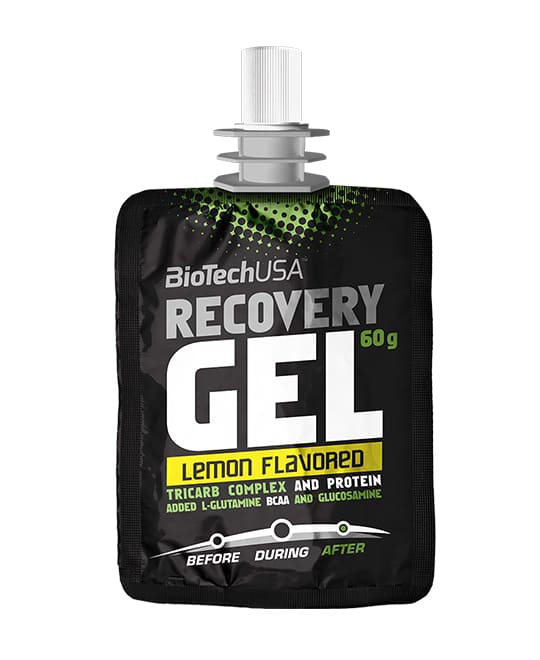 BioTechUSA
RECOVERY
GEL 60g
LEMON FLAVORED
TRICARB COMPLEX AND PROTEIN
ADDED L-GLUTAMINE BCAA AND GLUCOSAMINE
BEFORE DURING AFTER